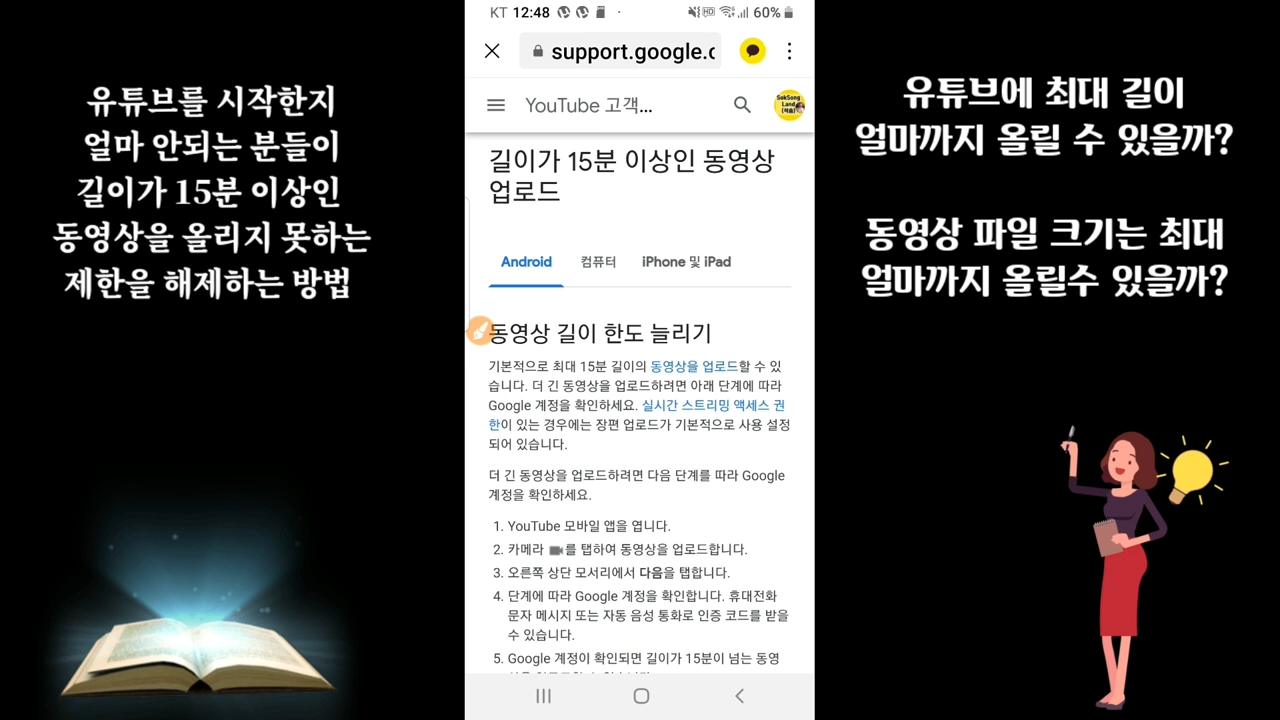 유튜브를 시작한지
얼마 안되는 분들이
길이가 15분 이상인
동영상을 올리지 못하는
제한을 해제하는 방법
KT 12:48
HD
60%
support.google.c
YouTube 고객...
SokSong
Land
길이가 15분 이상인 동영상
업로드
Android 컴퓨터 iPhone 및 iPad
동영상 길이 한도 늘리기
기본적으로 최대 15분 길이의 동영상을 업로드할 수 있
습니다. 더 긴 동영상을 업로드하려면 아래 단계에 따라
Google 계정을 확인하세요. 실시간 스트리밍 액세스 권
한이 있는 경우에는 장편 업로드가 기본적으로 사용 설정
되어 있습니다.
더 긴 동영상을 업로드하려면 다음 단계를 따라 Google
계정을 확인하세요.
1. YouTube 모바일 앱을 엽니다.
2. 카메라 를 탭하여 동영상을 업로드합니다.
3. 오른쪽 상단 모서리에서 다음을 탭합니다.
4. 단계에 따라 Google 계정을 확인합니다. 휴대전화
문자 메시지 또는 자동 음성 통화로 인증 코드를 받을
수 있습니다.
5. Google 계정이 확인되면 길이가 15분이 넘는 동영
유튜브에 최대 길이
얼마까지 올릴 수 있을까?
동영상 파일 크기는 최대
얼마까지 올릴수 있을까?